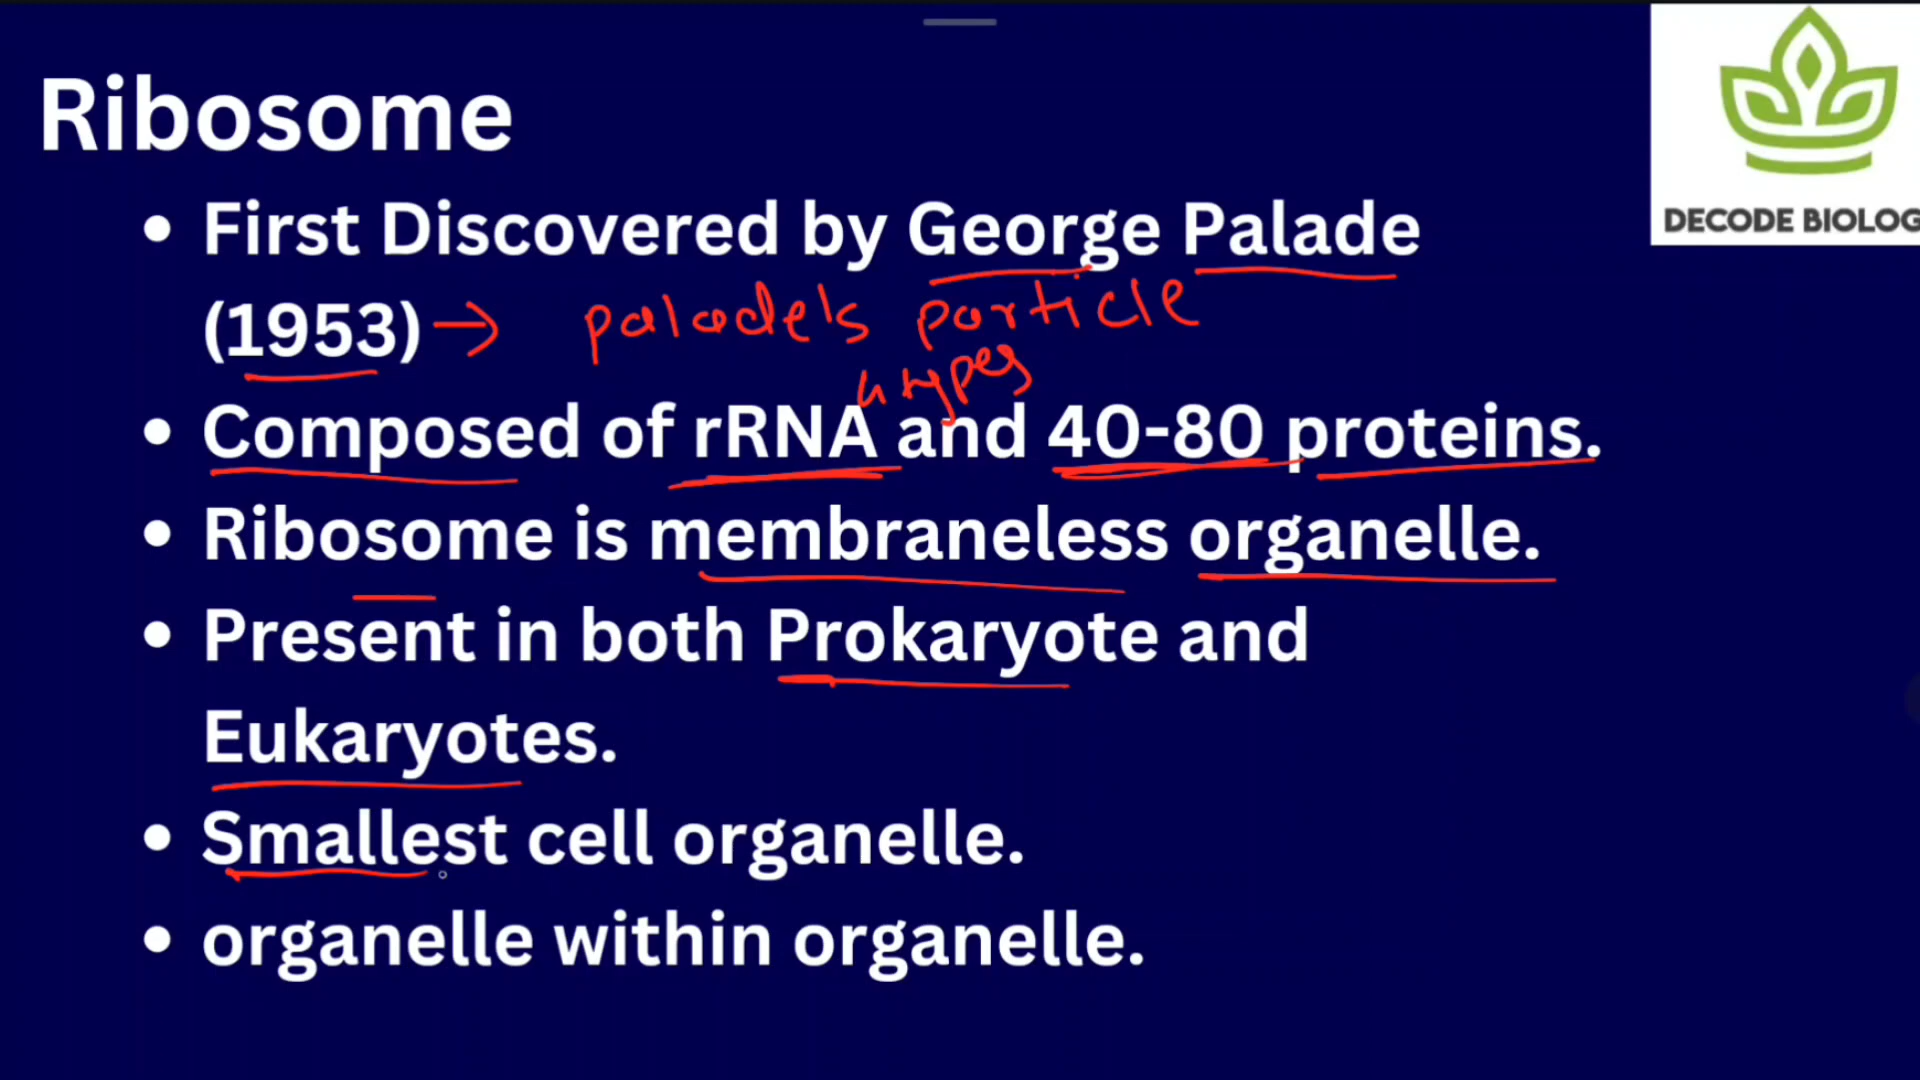 Ribosome
DECODE BIOLOG
• First Discovered by George Palade
(1953) → palade's particle
4 types
• Composed of rRNA and 40-80 proteins.
• Ribosome is membraneless organelle.
• Present in both Prokaryote and
Eukaryotes.
• Smallest cell organelle.
• organelle within organelle.